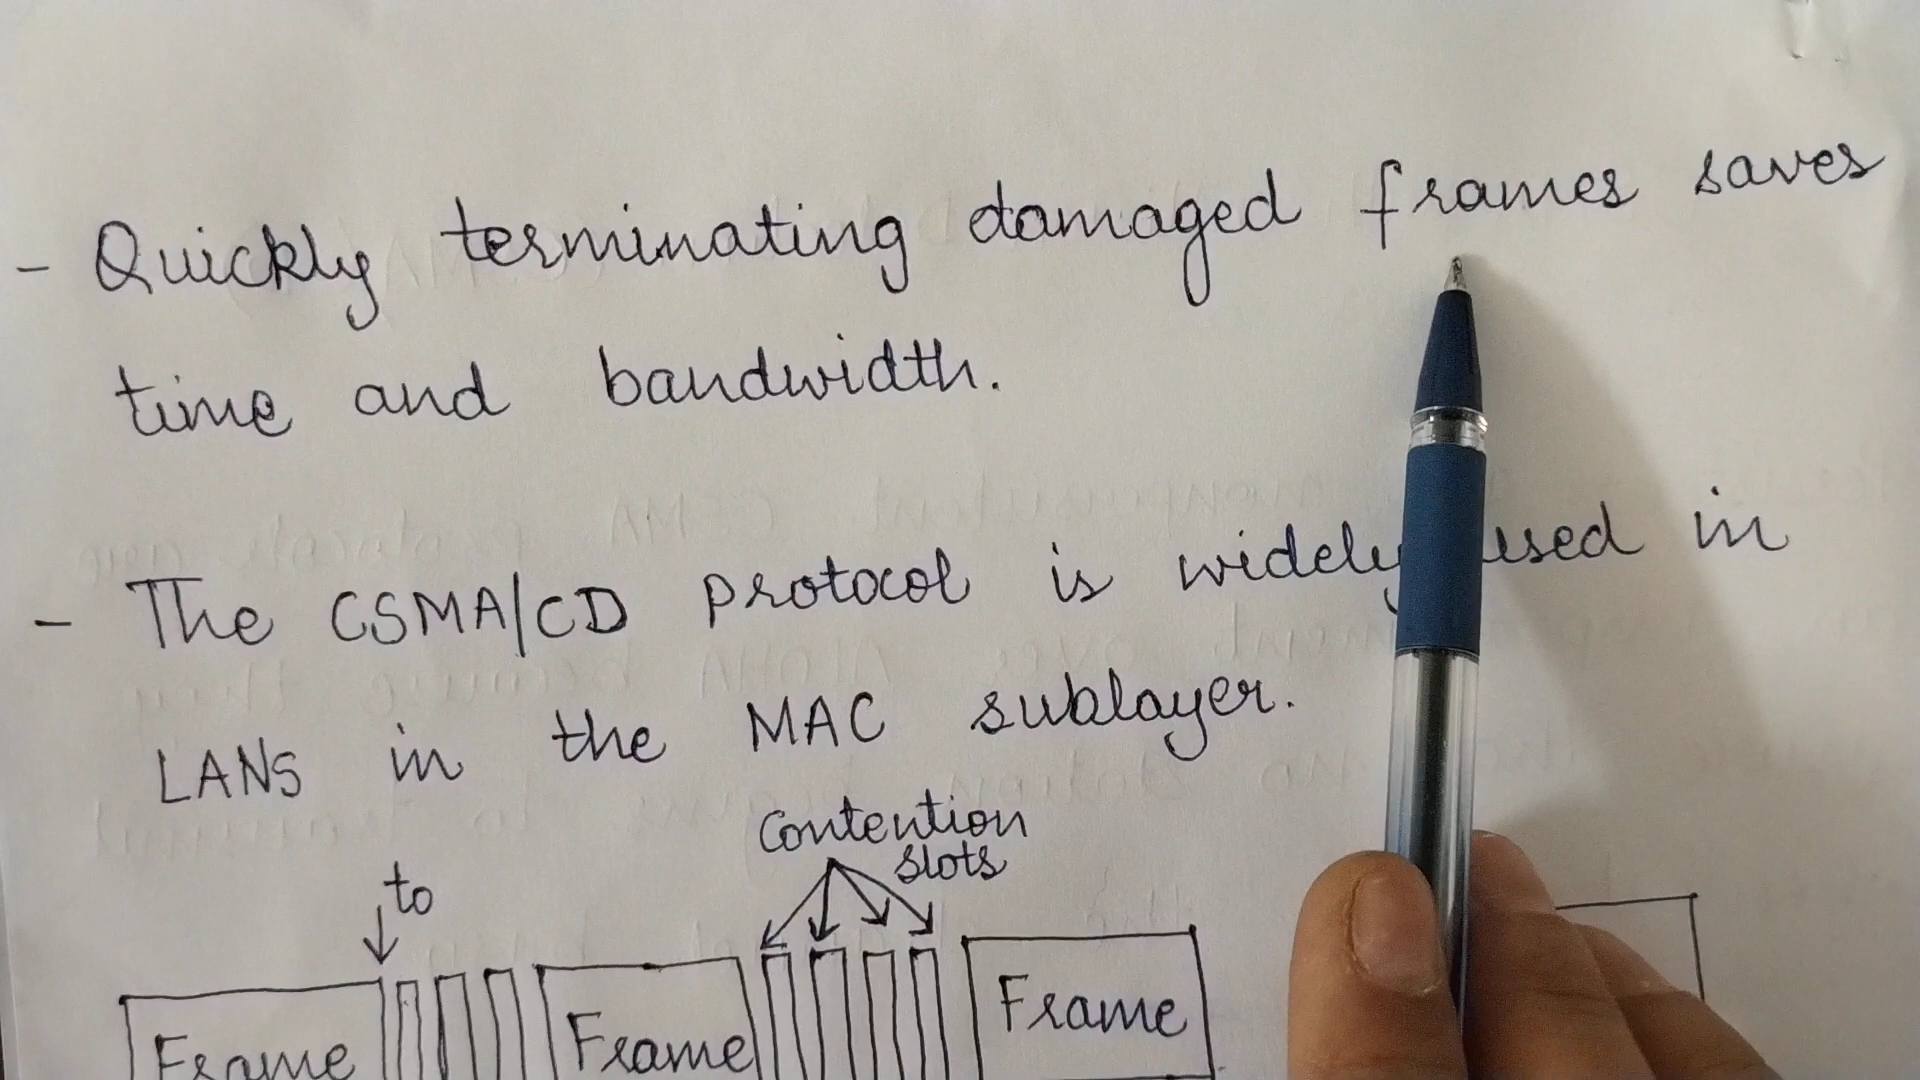 - Quickly terminating damaged frames saves
time and bandwidth.
- The CSMA/CD protocol is widely used in
LANs in the MAC sublayer.
Contention
slots
to
Frame Frame Frame